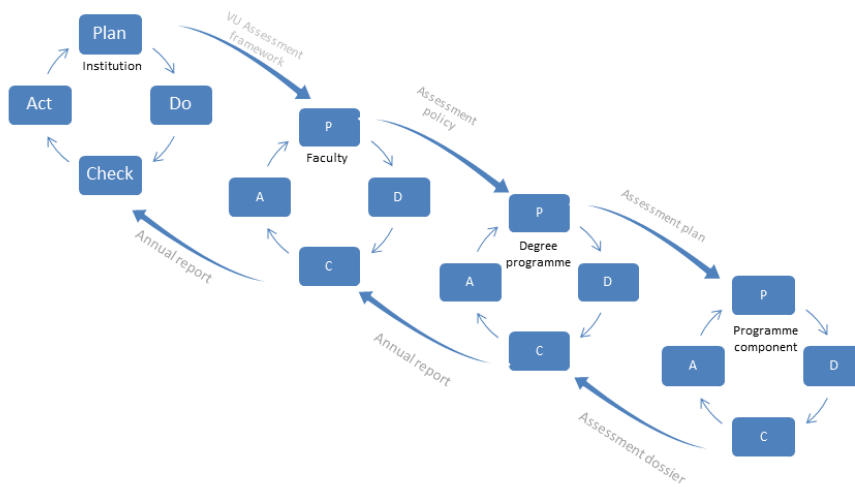 Plan
Institution
Act
Do
Check
VU Assessment
framework
Annual report
P
Faculty
A
D
C
Assessment
policy
Annual report
P
Degree
programme
A
D
C
Assessment plan
Assessment dossier
P
Programme
component
A
D
C